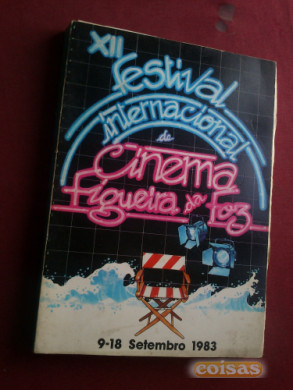 XII
festival
internacional
de
Cinema
Figueira da Foz
9-18 Setembro 1983
coisas